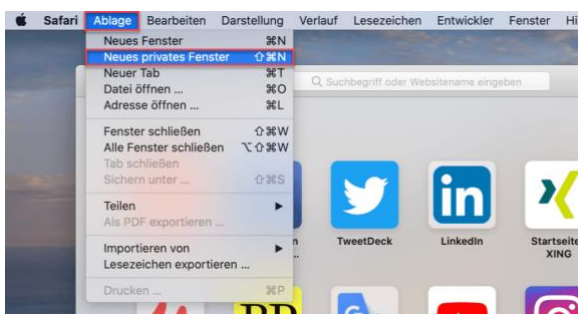 Safari Ablage Bearbeiten Darstellung Verlauf Lesezeichen Entwickler Fenster
Neues Fenster ⌘N
Neues privates Fenster ⇧⌘N
Neuer Tab ⌘T
Datei öffnen ... ⌘O
Adresse öffnen ... ⌘L
Suchbegriff oder Websitename eingeben
Fenster schließen ⇧⌘W
Alle Fenster schließen ⌥⇧⌘W
Tab schließen
Sichern unter ... ⇧⌘S
Teilen
Als PDF exportieren ...
Importieren von
Lesezeichen exportieren ...
Drucken ... ⌘P
in
TweetDeck LinkedIn Startseite
XING